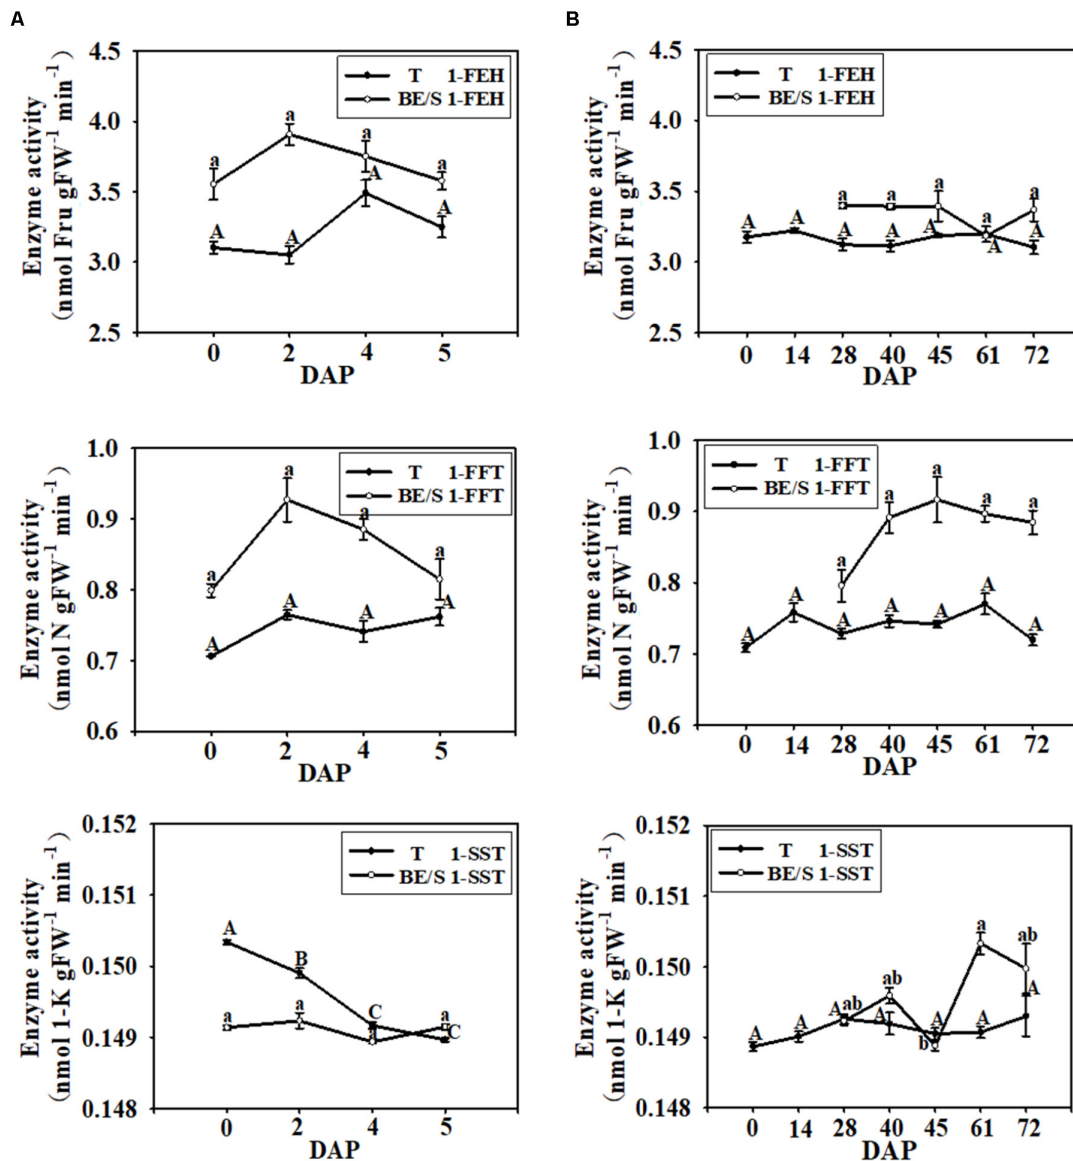 A
B
Enzyme activity
(nmol Fru gFW-1 min-1)
4.5
4.0
3.5
3.0
2.5
T 1-FEH
BE/S 1-FEH
a
a
a
a
A
A
A
A
0 2 4 5
DAP
Enzyme activity
(nmol Fru gFW-1 min-1)
4.5
4.0
3.5
3.0
2.5
T 1-FEH
BE/S 1-FEH
a
a
a
a
a
A
A
A
A
A
A
A
0 14 28 40 45 61 72
DAP
Enzyme activity
(nmol N gFW-1 min-1)
1.0
0.9
0.8
0.7
0.6
T 1-FFT
BE/S 1-FFT
a
a
a
a
A
A
A
A
0 2 4 5
DAP
Enzyme activity
(nmol N gFW-1 min-1)
1.0
0.9
0.8
0.7
0.6
T 1-FFT
BE/S 1-FFT
a
a
a
a
a
A
A
A
A
A
A
A
0 14 28 40 45 61 72
DAP
Enzyme activity
(nmol 1-K gFW-1 min-1)
0.152
0.151
0.150
0.149
0.148
T 1-SST
BE/S 1-SST
A
B
C
C
a
a
a
a
0 2 4 5
DAP
Enzyme activity
(nmol 1-K gFW-1 min-1)
0.152
0.151
0.150
0.149
0.148
T 1-SST
BE/S 1-SST
ab
ab
b
a
ab
A
A
A
A
A
A
A
0 14 28 40 45 61 72
DAP